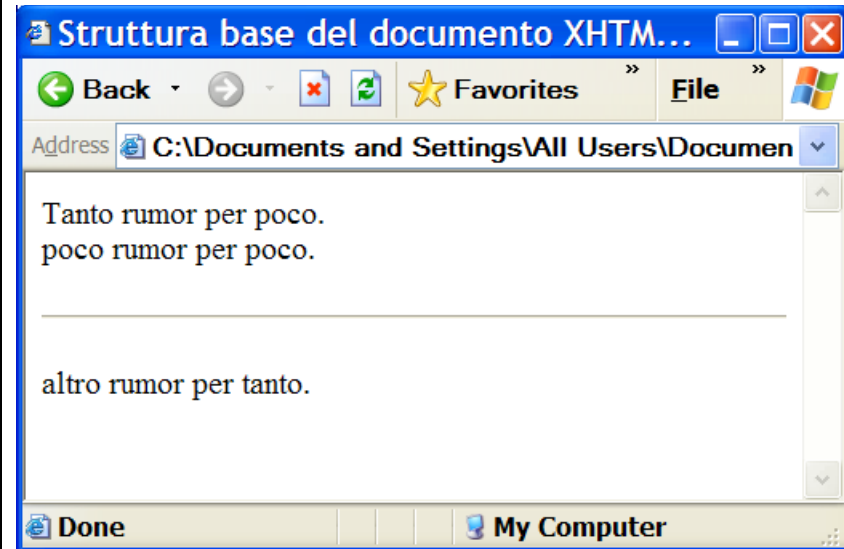 Struttura base del documento XHTM...
Back Favorites » File »
Address C:\Documents and Settings\All Users\Documen
Tanto rumor per poco.
poco rumor per poco.
altro rumor per tanto.
Done My Computer